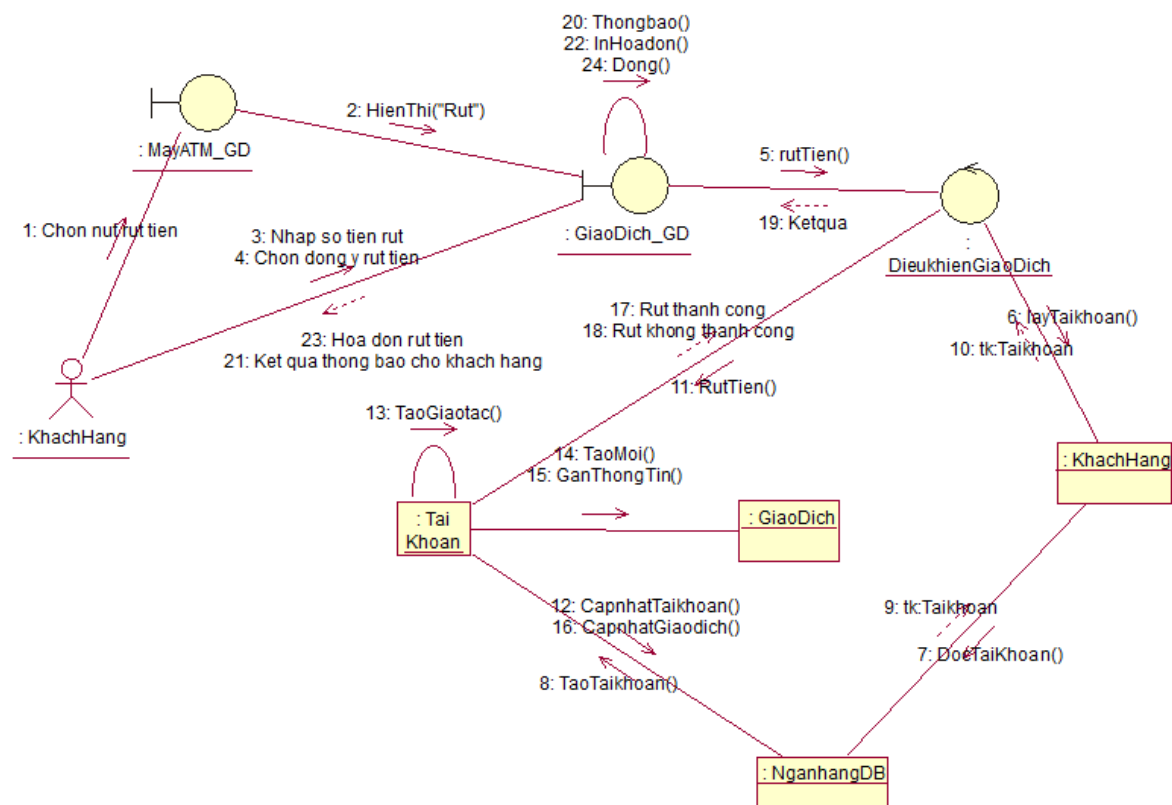 20: Thongbao()
22: InHoadon()
24: Dong()
2: HienThi("Rut")
: MayATM_GD
5: rutTien()
1: Chon nut rut tien
3: Nhap so tien rut
4: Chon dong y rut tien
: GiaoDich_GD
19: Ketqua
:
DieukhienGiaoDich
17: Rut thanh cong
18: Rut khong thanh cong
6: layTaikhoan()
23: Hoa don rut tien
21: Ket qua thong bao cho khach hang
10: tk:Taikhoan
11: RutTien()
13: TaoGiaotac()
: KhachHang
14: TaoMoi()
15: GanThongTin()
: KhachHang
: Tai
Khoan
: GiaoDich
12: CapnhatTaikhoan()
16: CapnhatGiaodich()
9: tk:Taikhoan
7: DocTaiKhoan()
8: TaoTaikhoan()
: NganhangDB